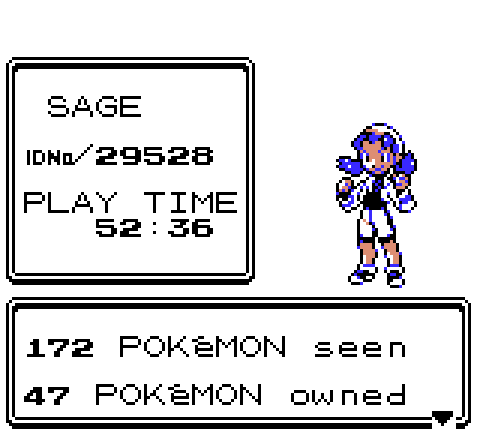 SAGE
IDNo/29528
PLAY TIME
52:36
172 POKéMON seen
47 POKéMON owned